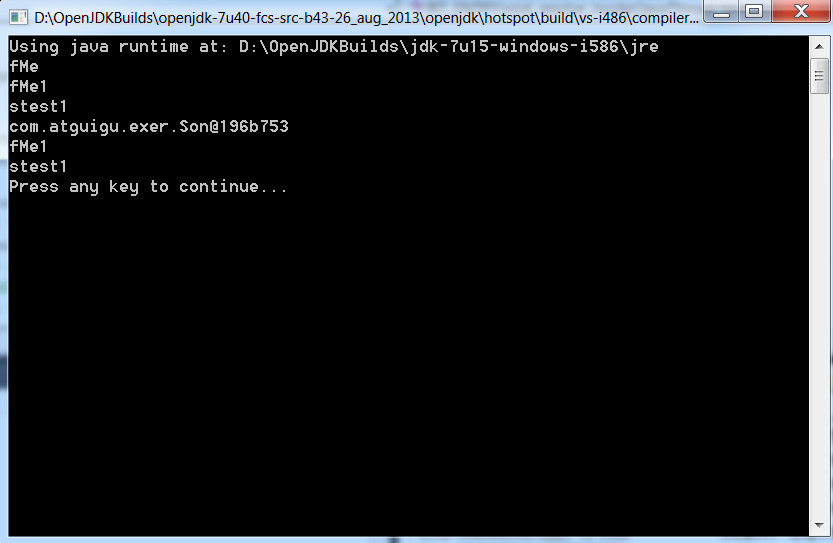 D:\OpenJDKBuilds\openjdk-7u40-fcs-src-b43-26_aug_2013\openjdk\hotspot\build\vs-i486\compiler...
Using java runtime at: D:\OpenJDKBuilds\jdk-7u15-windows-i586\jre
fMe
fMe1
stest1
com.atguigu.exer.Son@196b753
fMe1
stest1
Press any key to continue...